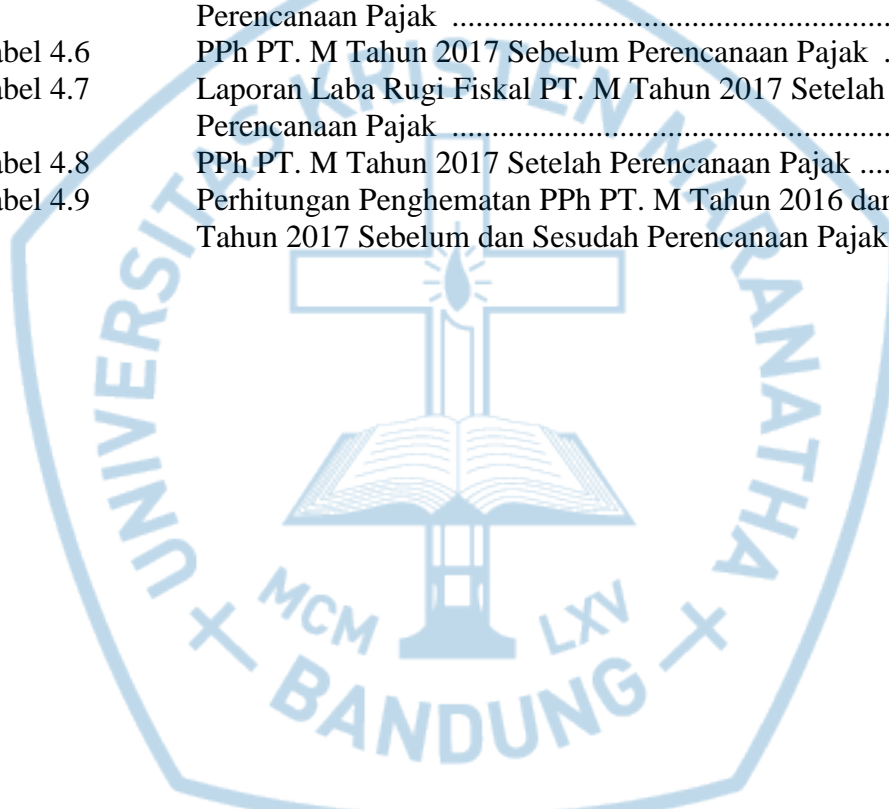 Perencanaan Pajak ........................................................
abel 4.6 PPh PT. M Tahun 2017 Sebelum Perencanaan Pajak .
abel 4.7 Laporan Laba Rugi Fiskal PT. M Tahun 2017 Setelah
Perencanaan Pajak ........................................................
abel 4.8 PPh PT. M Tahun 2017 Setelah Perencanaan Pajak ....
abel 4.9 Perhitungan Penghematan PPh PT. M Tahun 2016 dan
Tahun 2017 Sebelum dan Sesudah Perencanaan Pajak
UNIVERSITAS KRISTEN MARANATHA
MCM LXV
BANDUNG